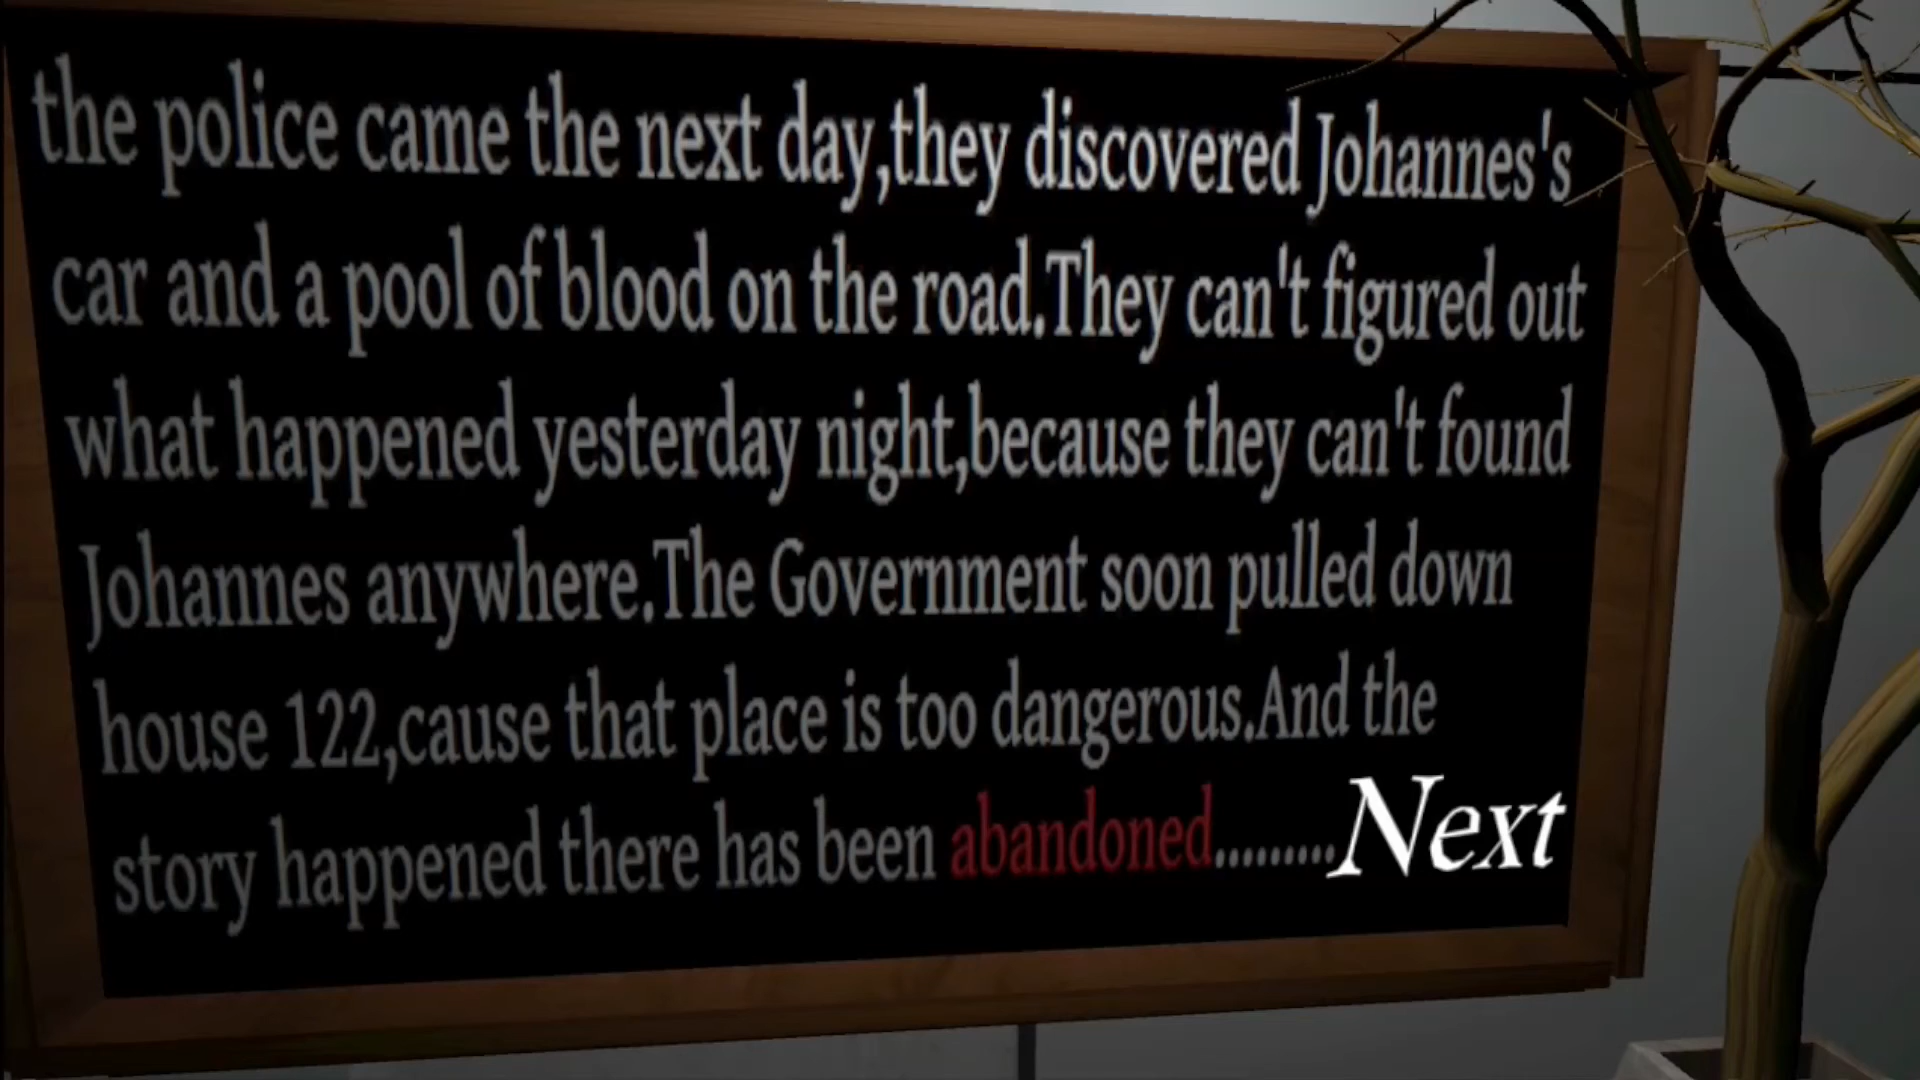 the police came the next day,they discovered Johannes's
car and a pool of blood on the road.They can't figured out
what happened yesterday night,because they can't found
Johannes anywhere.The Government soon pulled down
house 122,cause that place is too dangerous.And the
story happened there has been abandoned.........Next